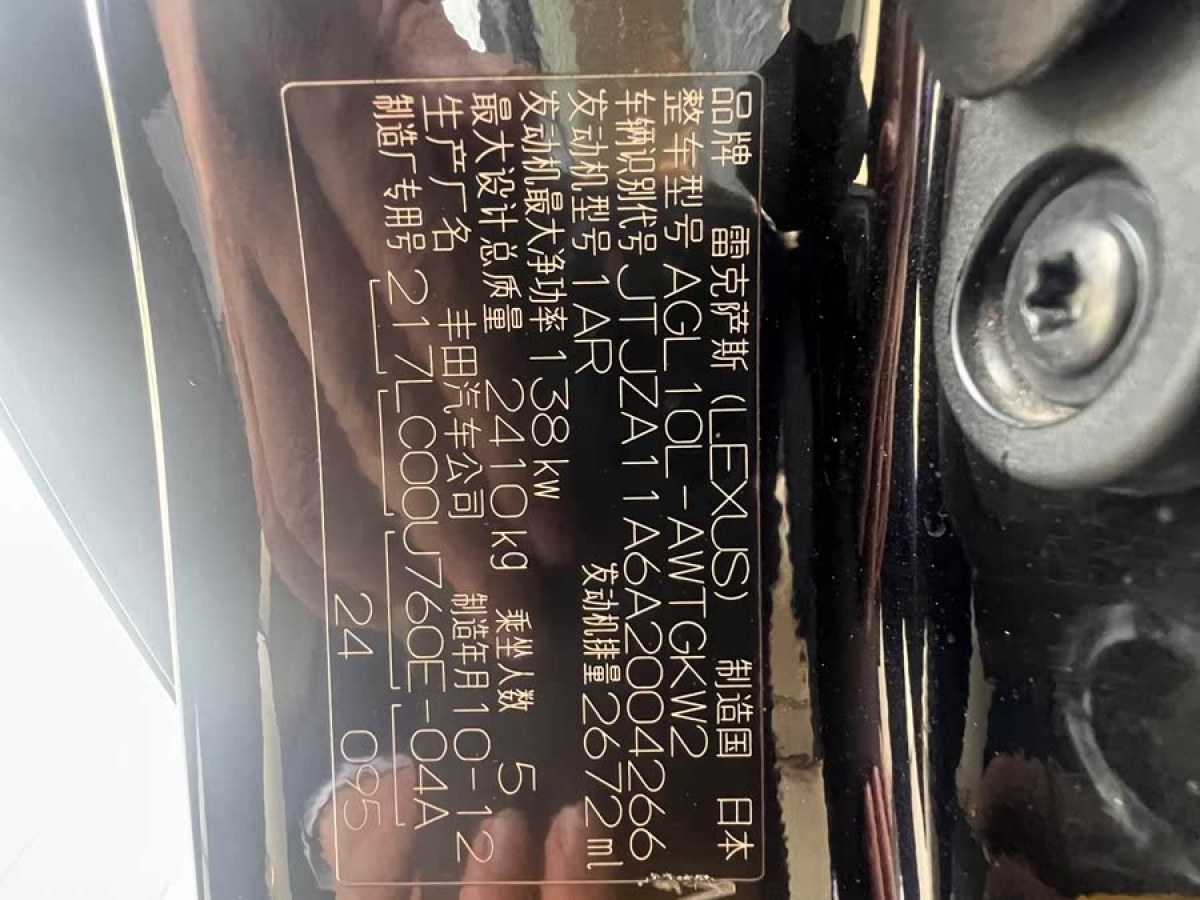 品牌 雷克萨斯 (LEXUS) 制造国 日本
整车型号 AGL10L-AWTGKW2
车辆识别代号 JTJZA11A6A2004266
发动机型号 1AR 发动机排量 2672ml
发动机最大净功率 138kw
最大设计总质量 2410kg 乘坐人数 5
生产厂名 丰田汽车公司 制造年月 10-12
制造厂专用号 217LC00U760E-04A
24 095